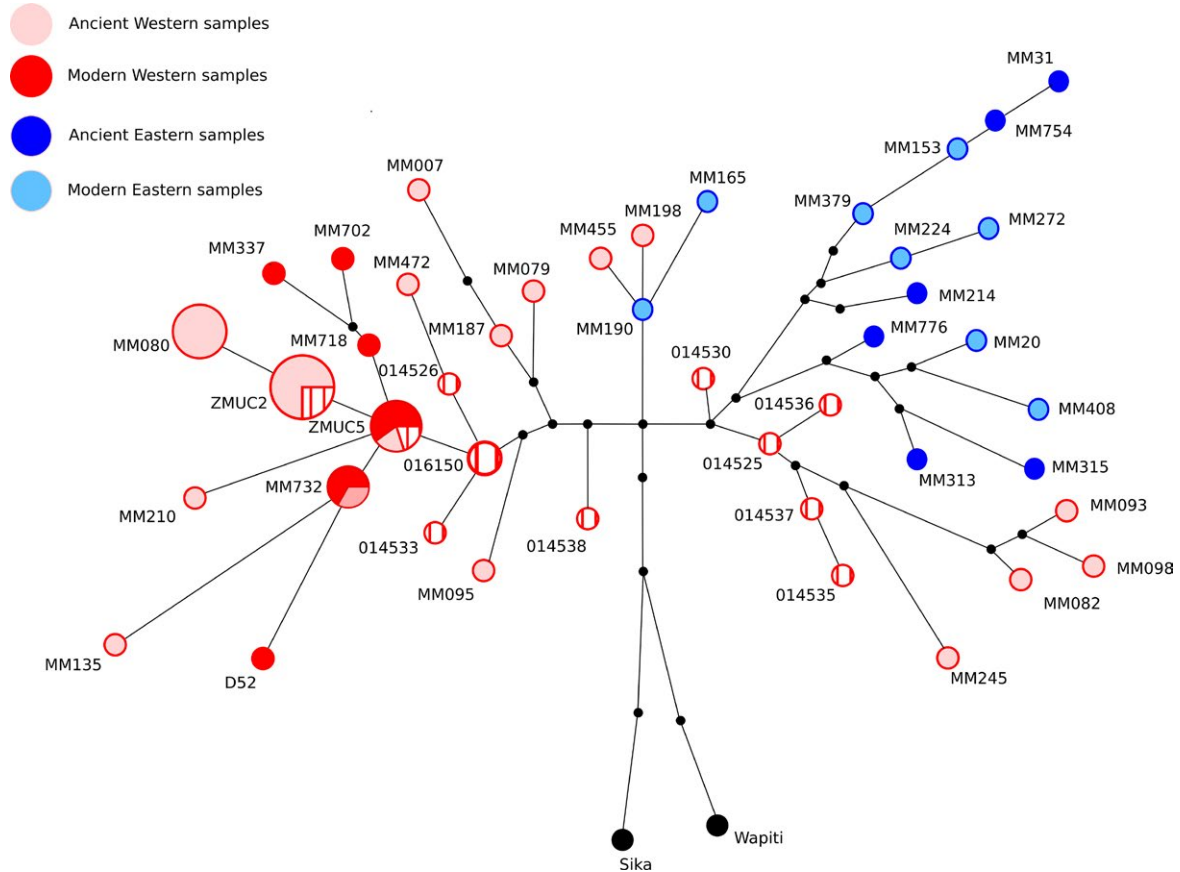 Ancient Western samples
Modern Western samples
Ancient Eastern samples
Modern Eastern samples
MM31
MM754
MM153
MM007
MM165
MM379
MM198
MM272
MM224
MM702
MM455
MM337
MM472
MM079
MM214
MM190
MM187
MM776
MM20
MM718
MM080
014530
014526
ZMUC2
014536
MM408
ZMUC5
014525
016150
MM315
MM313
MM732
MM093
014537
MM210
014533
014538
MM098
014535
MM095
MM082
MM135
MM245
D52
Wapiti
Sika